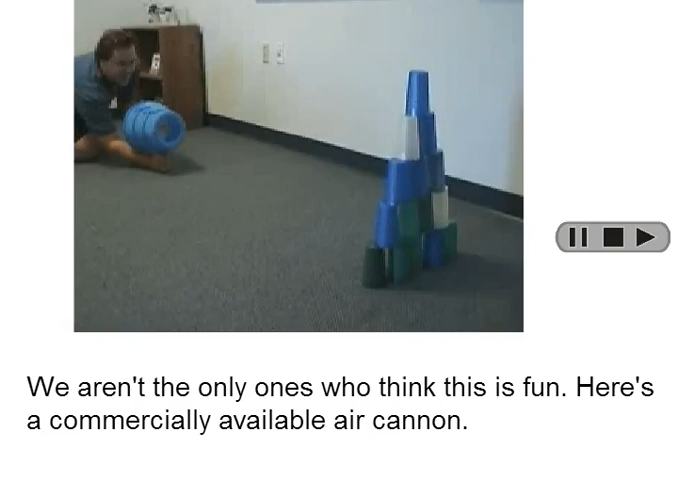 We aren't the only ones who think this is fun. Here's
a commercially available air cannon.